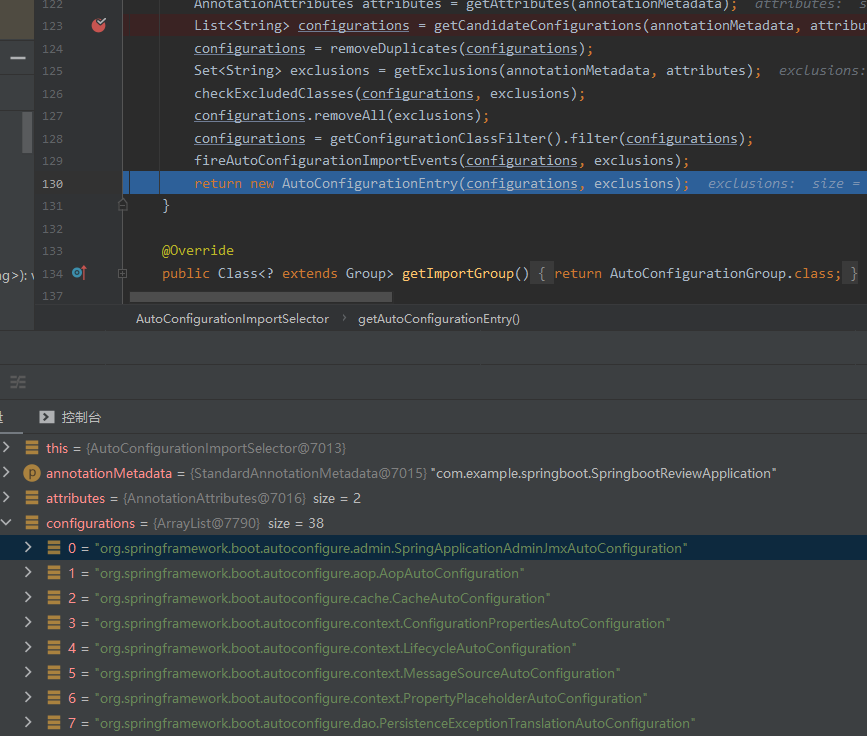 122 AnnotationAttributes attributes = getAttributes(annotationMetadata); attributes: s
123 List<String> configurations = getCandidateConfigurations(annotationMetadata, attribu
124 configurations = removeDuplicates(configurations);
125 Set<String> exclusions = getExclusions(annotationMetadata, attributes); exclusions:
126 checkExcludedClasses(configurations, exclusions);
127 configurations.removeAll(exclusions);
128 configurations = getConfigurationClassFilter().filter(configurations);
129 fireAutoConfigurationImportEvents(configurations, exclusions);
130 return new AutoConfigurationEntry(configurations, exclusions); exclusions: size =
131 }
132
133 @Override
ng>): v 134 public Class<? extends Group> getImportGroup() { return AutoConfigurationGroup.class; }
137
AutoConfigurationImportSelector › getAutoConfigurationEntry()
控制台
this = {AutoConfigurationImportSelector@7013}
p annotationMetadata = {StandardAnnotationMetadata@7015} "com.example.springboot.SpringbootReviewApplication"
attributes = {AnnotationAttributes@7016} size = 2
configurations = {ArrayList@7790} size = 38
0 = "org.springframework.boot.autoconfigure.admin.SpringApplicationAdminJmxAutoConfiguration"
1 = "org.springframework.boot.autoconfigure.aop.AopAutoConfiguration"
2 = "org.springframework.boot.autoconfigure.cache.CacheAutoConfiguration"
3 = "org.springframework.boot.autoconfigure.context.ConfigurationPropertiesAutoConfiguration"
4 = "org.springframework.boot.autoconfigure.context.LifecycleAutoConfiguration"
5 = "org.springframework.boot.autoconfigure.context.MessageSourceAutoConfiguration"
6 = "org.springframework.boot.autoconfigure.context.PropertyPlaceholderAutoConfiguration"
7 = "org.springframework.boot.autoconfigure.dao.PersistenceExceptionTranslationAutoConfiguration"